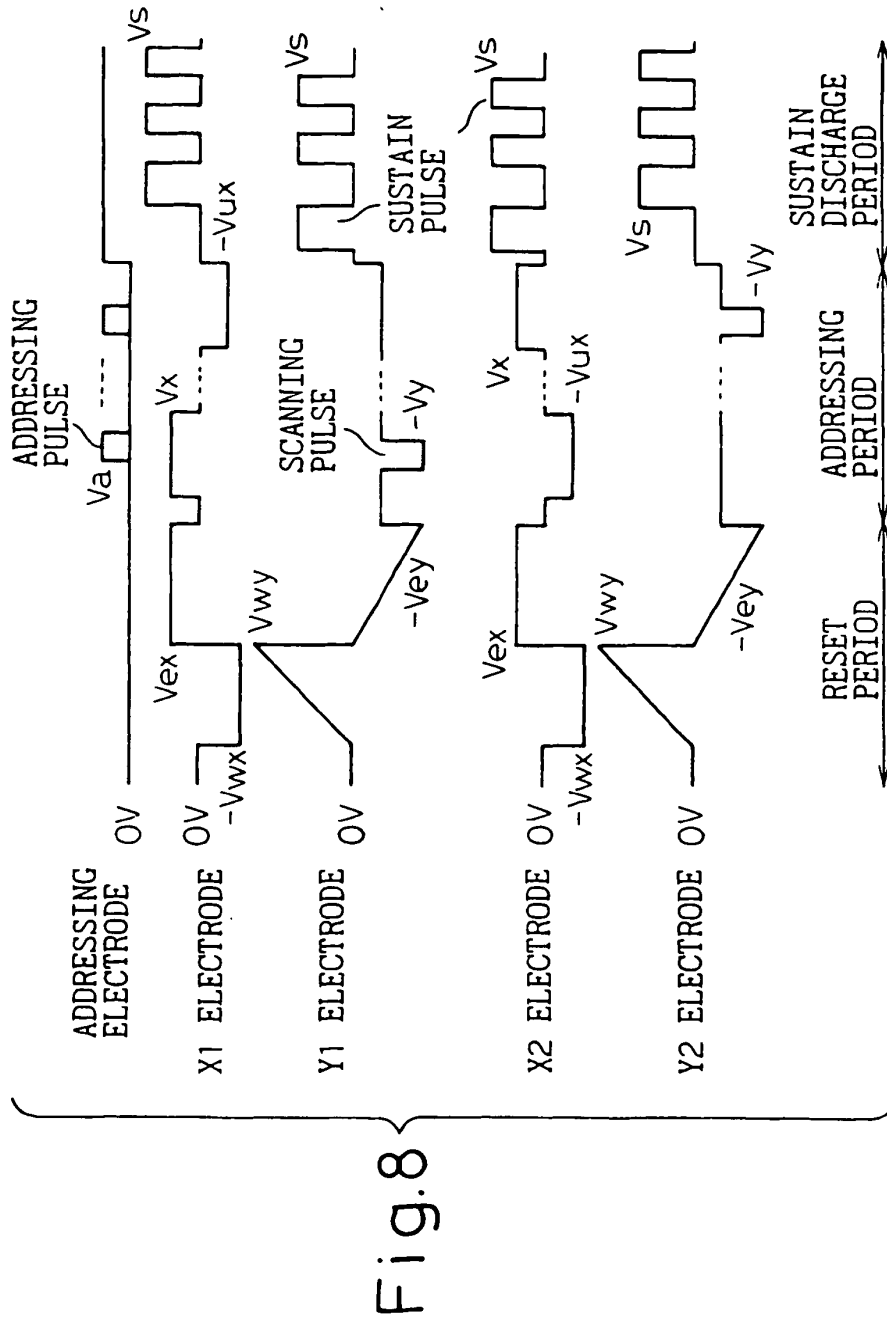 Fig.8
ADDRESSING
ELECTRODE
0V
Va
ADDRESSING
PULSE
X1 ELECTRODE
0V
-Vwx
Vex
Vx
-Vux
Vs
Y1 ELECTRODE
0V
Vwy
-Vey
SCANNING
PULSE
-Vy
Vs
SUSTAIN
PULSE
X2 ELECTRODE
0V
-Vwx
Vex
-Vux
Vx
Vs
Y2 ELECTRODE
0V
Vwy
-Vey
-Vy
Vs
RESET
PERIOD
ADDRESSING
PERIOD
SUSTAIN
DISCHARGE
PERIOD